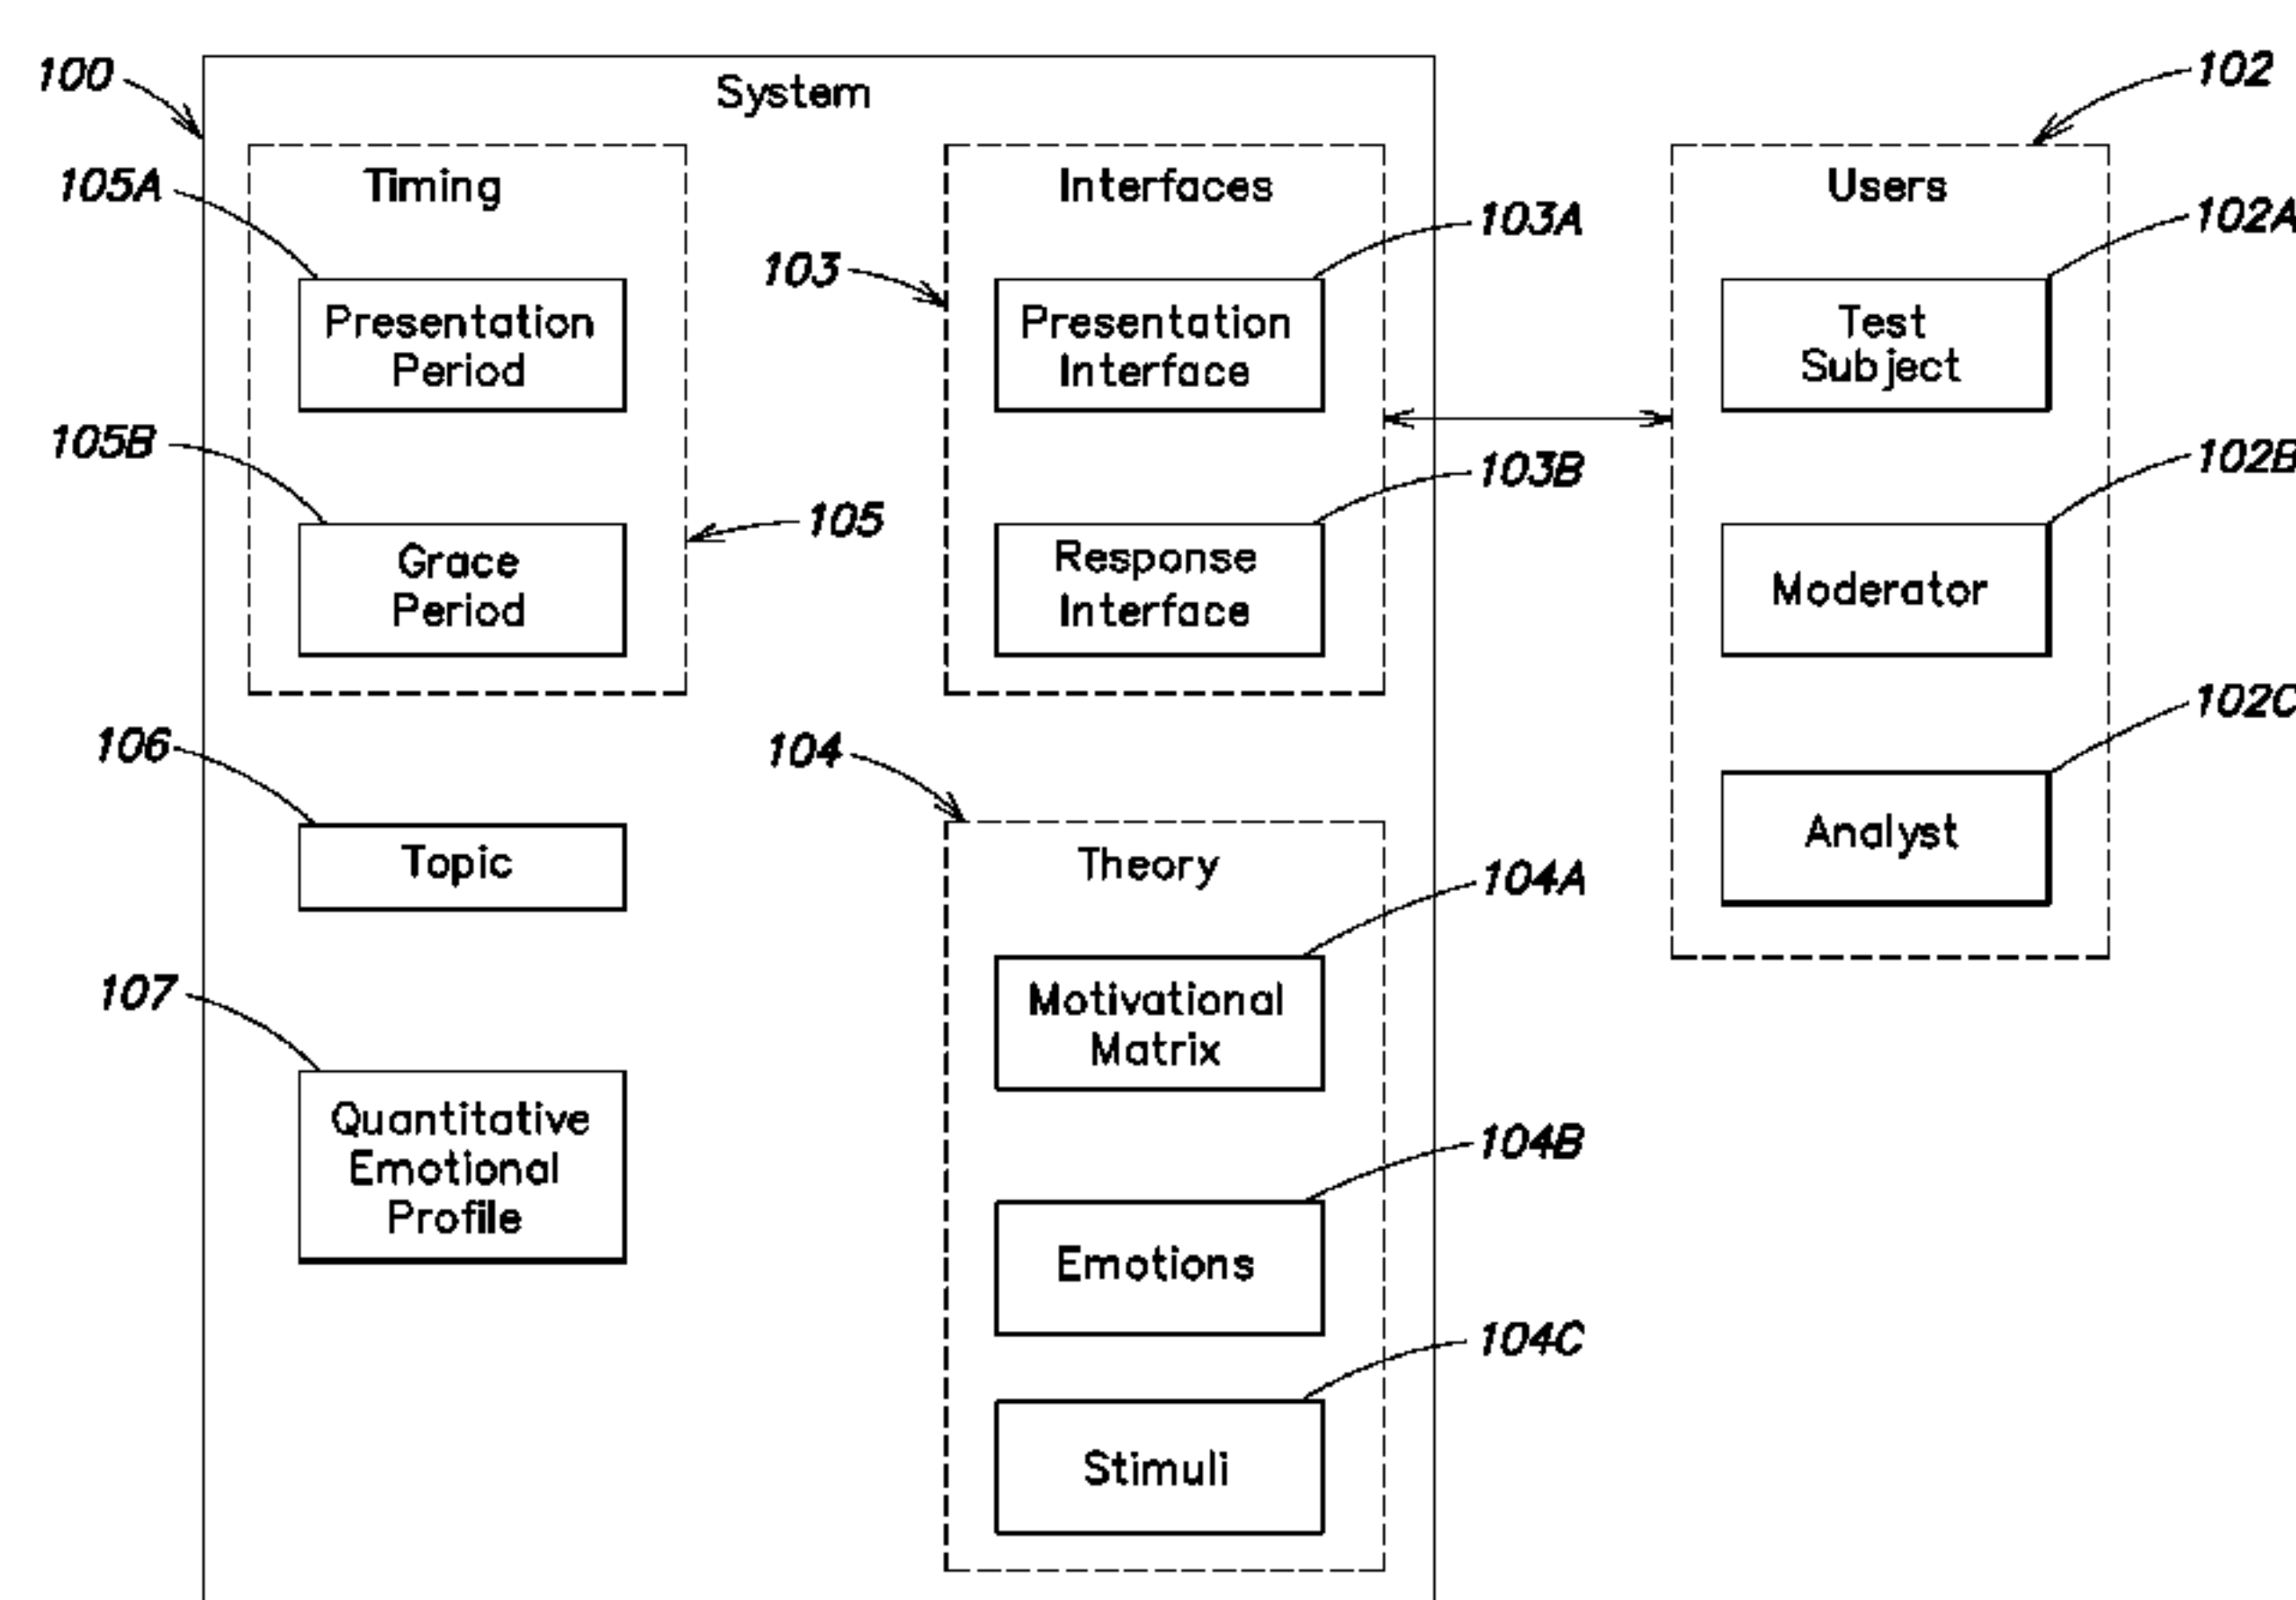 100
System
102
105A
Timing
Interfaces
Users
103A
102A
103
Presentation
Period
Presentation
Interface
Test
Subject
105B
103B
102B
105
Grace
Period
Response
Interface
Moderator
106
104
102C
Topic
Theory
104A
Analyst
107
Motivational
Matrix
Quantitative
Emotional
Profile
104B
Emotions
104C
Stimuli